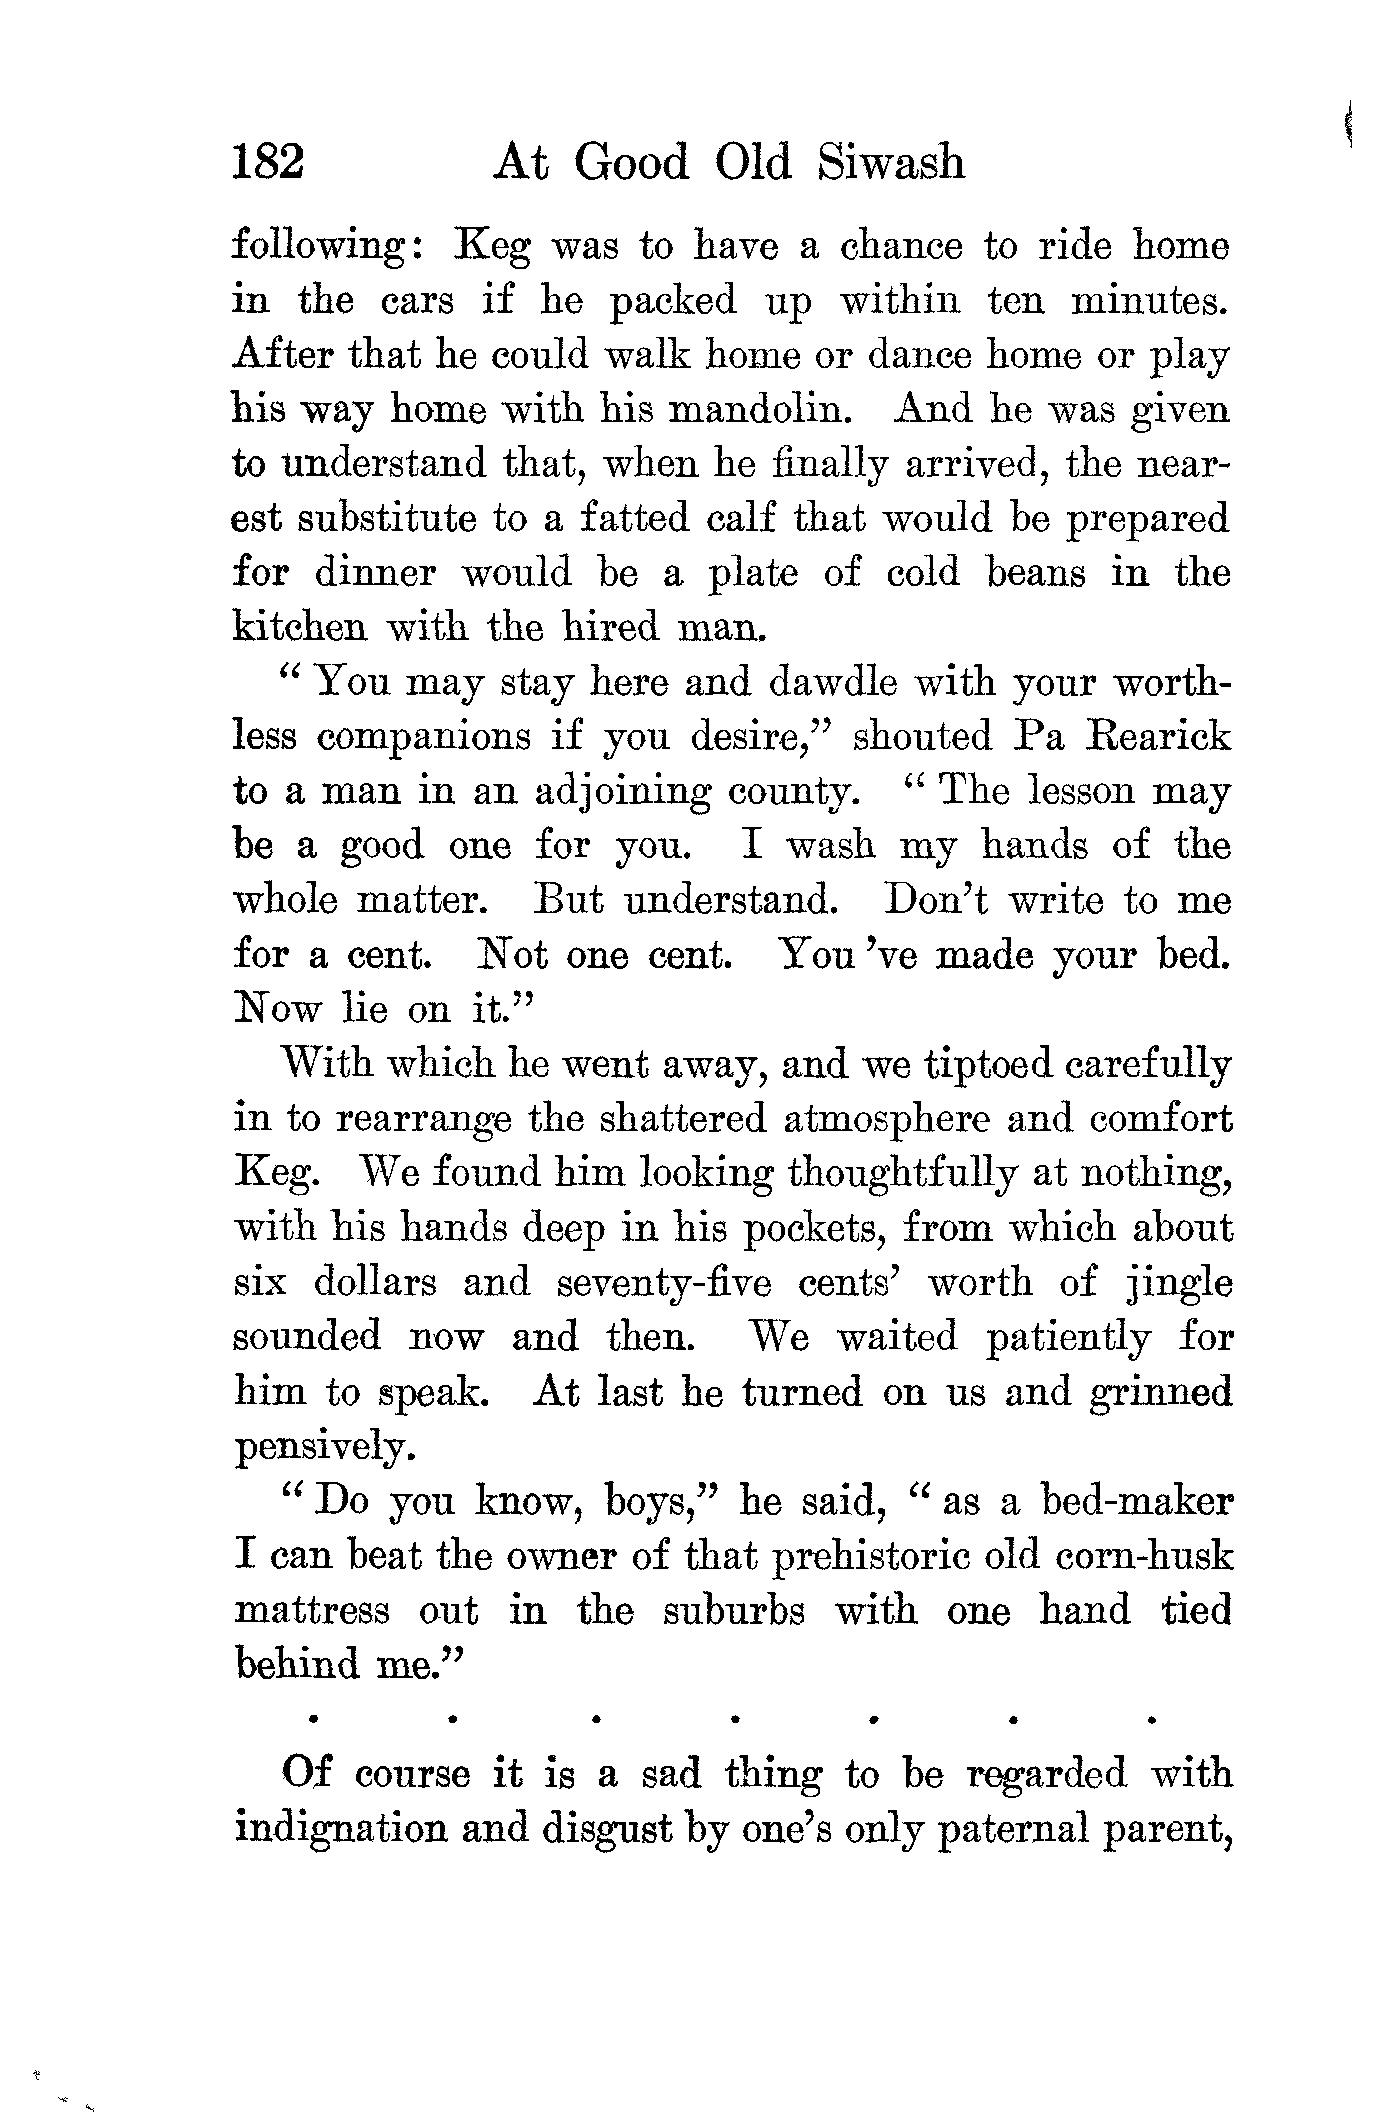 182 At Good Old Siwash
following: Keg was to have a chance to ride home
in the cars if he packed up within ten minutes.
After that he could walk home or dance home or play
his way home with his mandolin. And he was given
to understand that, when he finally arrived, the near-
est substitute to a fatted calf that would be prepared
for dinner would be a plate of cold beans in the
kitchen with the hired man.
“ You may stay here and dawdle with your worth-
less companions if you desire,” shouted Pa Rearick
to a man in an adjoining county. “ The lesson may
be a good one for you. I wash my hands of the
whole matter. But understand. Don’t write to me
for a cent. Not one cent. You ’ve made your bed.
Now lie on it.”
With which he went away, and we tiptoed carefully
in to rearrange the shattered atmosphere and comfort
Keg. We found him looking thoughtfully at nothing,
with his hands deep in his pockets, from which about
six dollars and seventy-five cents’ worth of jingle
sounded now and then. We waited patiently for
him to speak. At last he turned on us and grinned
pensively.
“ Do you know, boys,” he said, “ as a bed-maker
I can beat the owner of that prehistoric old corn-husk
mattress out in the suburbs with one hand tied
behind me.”
. . . . . . .
Of course it is a sad thing to be regarded with
indignation and disgust by one’s only paternal parent,